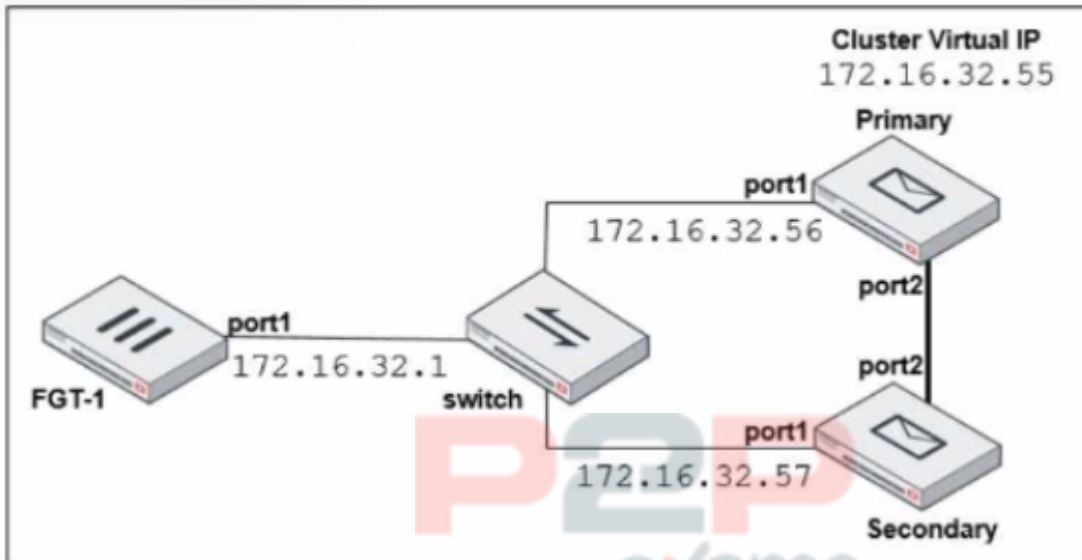 Cluster Virtual IP
172.16.32.55
Primary
port1
172.16.32.56
port2
port1
172.16.32.1
FGT-1
switch
port2
port1
172.16.32.57
Secondary
P2P